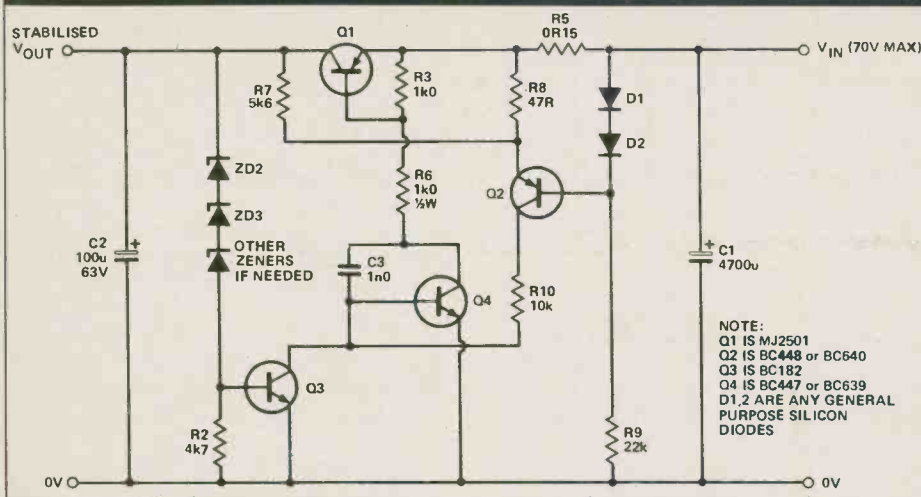 STABILISED
VOUT
Q1
R5
0R15
VIN (70V MAX)
R7
5k6
R3
1k0
R8
47R
D1
D2
ZD2
ZD3
OTHER
ZENERS
IF NEEDED
R6
1k0
½W
Q2
C2
100u
63V
+
C3
1n0
Q4
R10
10k
+
C1
4700u
Q3
R2
4k7
R9
22k
NOTE:
Q1 IS MJ2501
Q2 IS BC448 or BC640
Q3 IS BC182
Q4 IS BC447 or BC639
D1,2 ARE ANY GENERAL
PURPOSE SILICON
DIODES
0V
0V